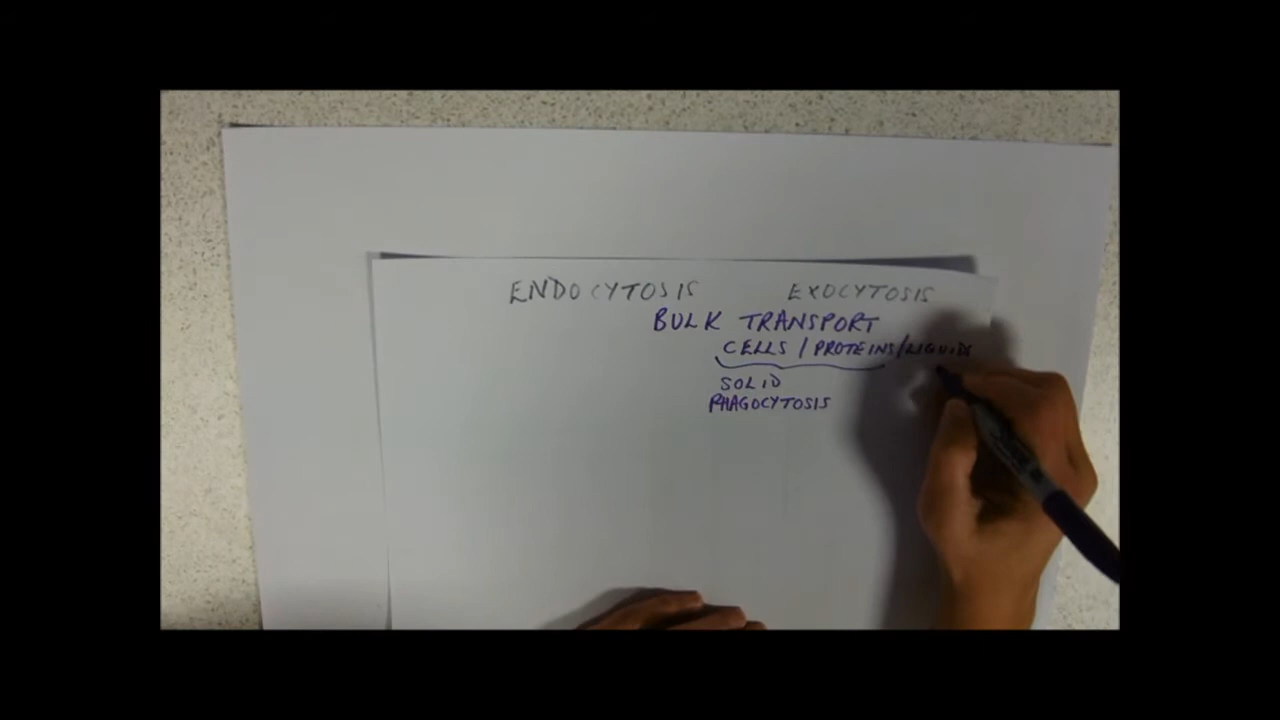 ENDOCYTOSIS EXOCYTOSIS
BULK TRANSPORT
CELLS / PROTEINS/LIQUIDS
SOLID
PHAGOCYTOSIS